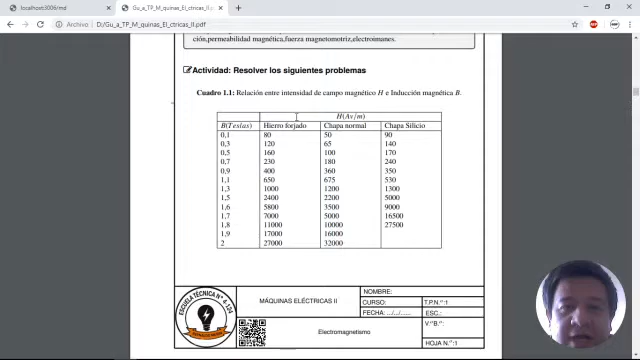 localhost:3006/md
Gu_a_TP_M_quinas_El_ctricas_II.pdf
Archivo | D:/Gu_a_TP_M_quinas_El_ctricas_II.pdf
ción,permeabilidad magnética,fuerza magnetomotriz,electroimanes.
Actividad: Resolver los siguientes problemas
Cuadro 1.1: Relación entre intensidad de campo magnético H e Inducción magnética B.
H(Av/m)
B(Teslas) Hierro forjado Chapa normal Chapa Silicio
0,1 80 50 90
0,3 120 65 140
0,5 160 100 170
0,7 230 180 240
0,9 400 360 350
1,1 650 675 530
1,3 1000 1200 1300
1,5 2400 2200 5000
1,6 5800 3500 9000
1,7 7000 5000 16500
1,8 11000 10000 27500
1,9 17000 16000
2 27000 32000
ESCUELA TÉCNICA N° 4-124
MÁQUINAS ELÉCTRICAS II
Electromagnetismo
NOMBRE:
CURSO:
T.P.N.°:1
FECHA: .../.../......
ESC.:
V.°B.°:
HOJA N.°:1